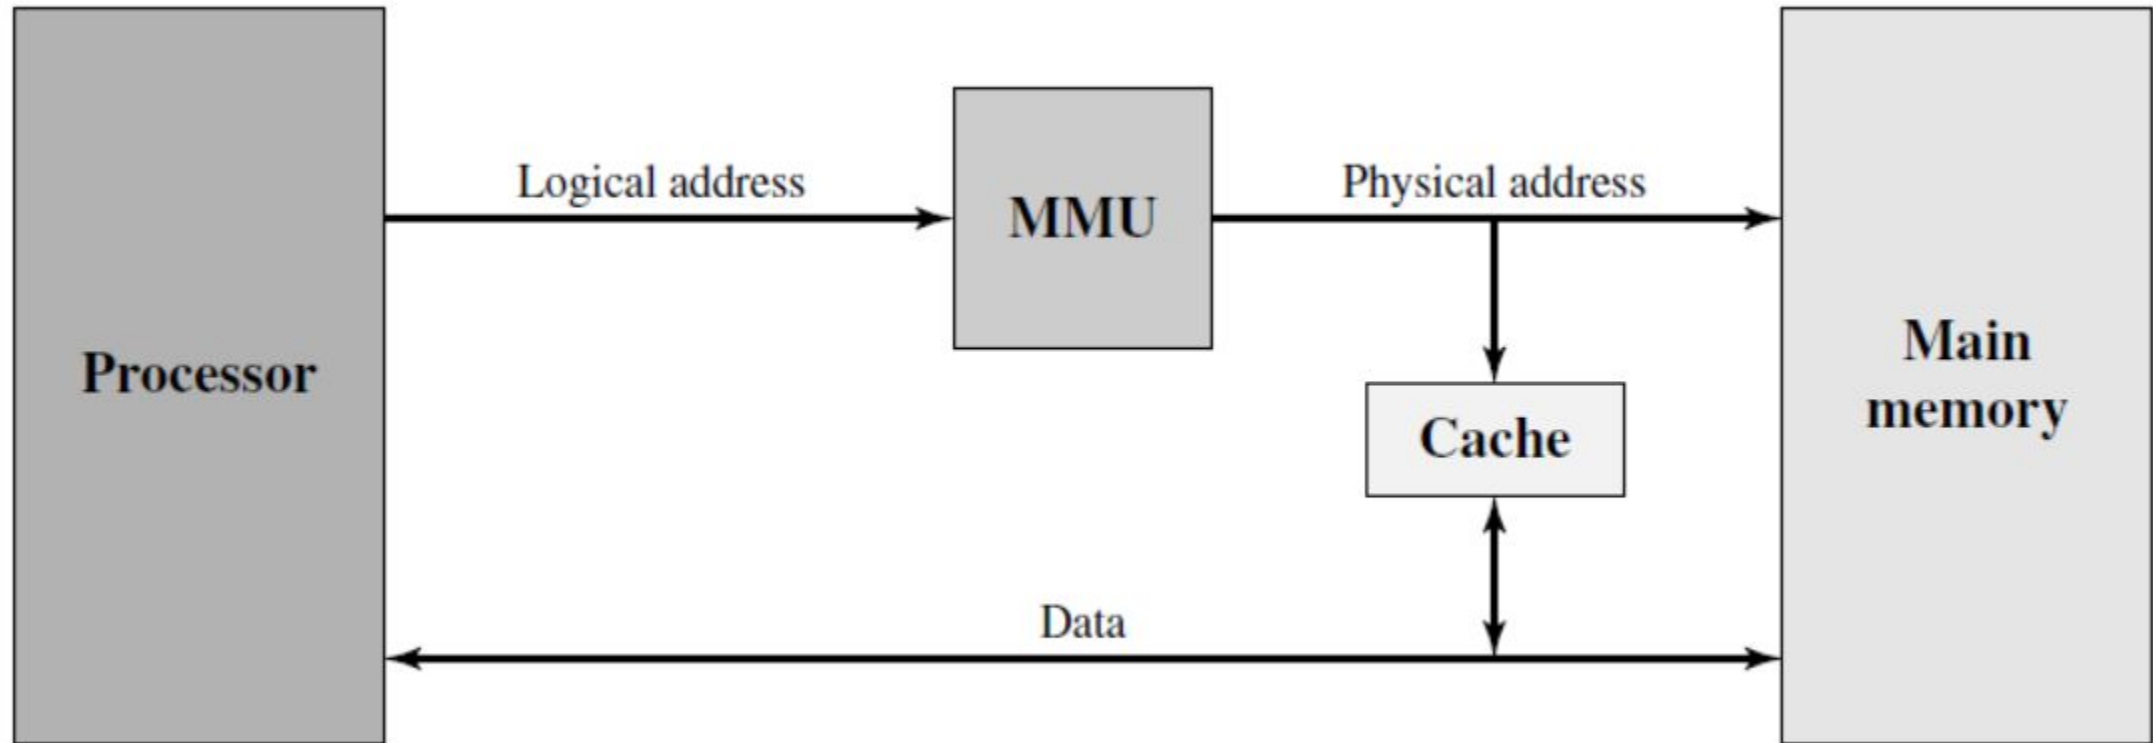 Logical address
MMU
Physical address
Processor
Main
memory
Cache
Data